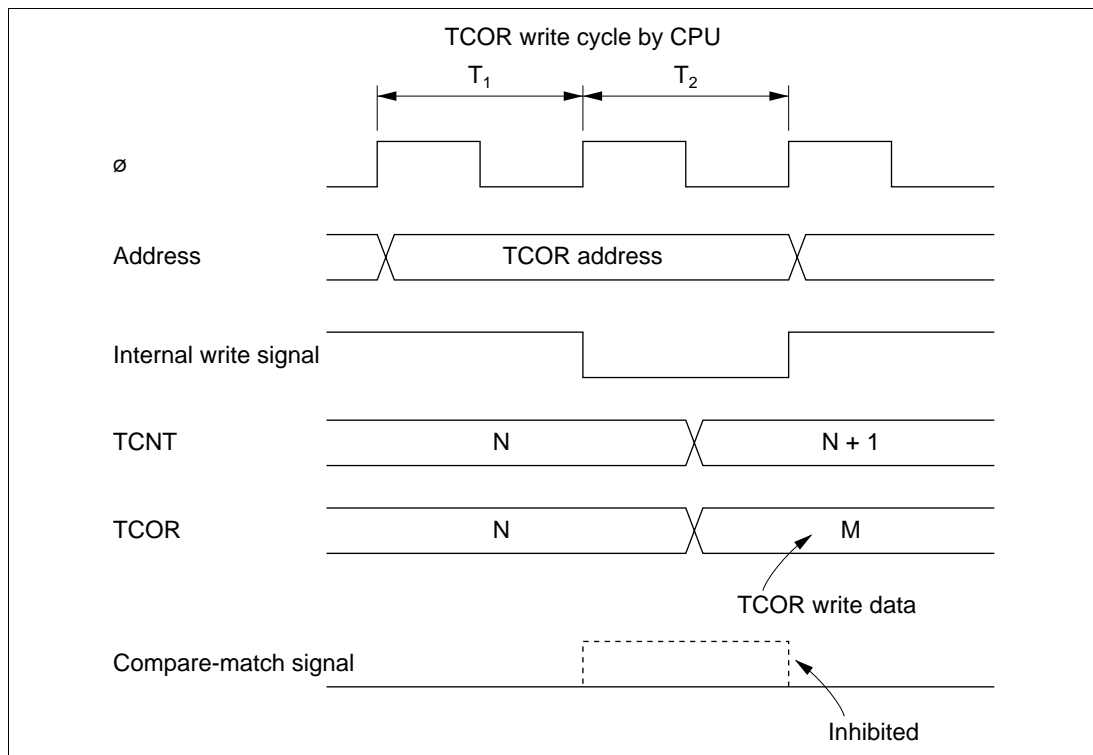 TCOR write cycle by CPU
T1 T2
ø
Address TCOR address
Internal write signal
TCNT N N + 1
TCOR N M
TCOR write data
Compare-match signal
Inhibited